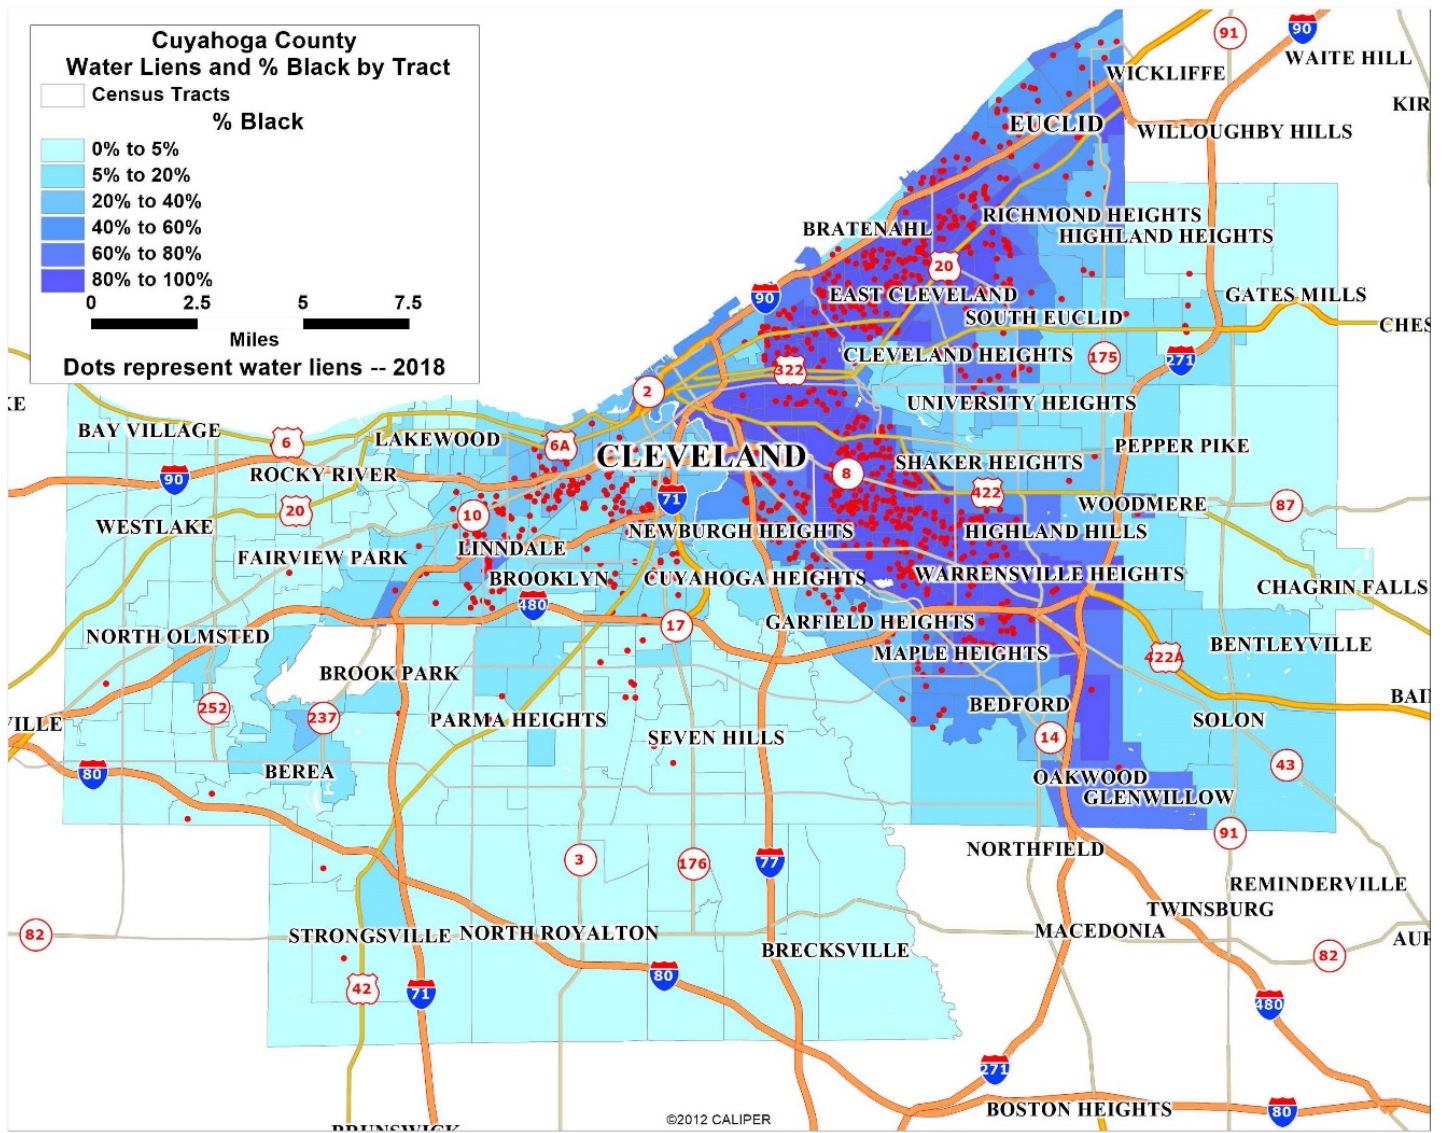 Cuyahoga County
Water Liens and % Black by Tract
Census Tracts
% Black
0% to 5%
5% to 20%
20% to 40%
40% to 60%
60% to 80%
80% to 100%
0 2.5 5 7.5
Miles
Dots represent water liens -- 2018
91
90
WAITE HILL
WICKLIFFE
KIR
EUCLID
WILLOUGHBY HILLS
RICHMOND HEIGHTS
BRATENAHL
HIGHLAND HEIGHTS
20
90
EAST CLEVELAND
GATES MILLS
SOUTH EUCLID
CHES
CLEVELAND HEIGHTS
175
271
322
2
KE
UNIVERSITY HEIGHTS
BAY VILLAGE
6
LAKEWOOD
6A
PEPPER PIKE
CLEVELAND
SHAKER HEIGHTS
ROCKY RIVER
8
90
422
71
WOODMERE
87
20
10
WESTLAKE
NEWBURGH HEIGHTS
HIGHLAND HILLS
LINNDALE
FAIRVIEW PARK
BROOKLYN
CUYAHOGA HEIGHTS
WARRENSVILLE HEIGHTS
CHAGRIN FALLS
480
17
GARFIELD HEIGHTS
NORTH OLMSTED
BENTLEYVILLE
MAPLE HEIGHTS
422A
BROOK PARK
BAI
252
237
PARMA HEIGHTS
BEDFORD
SOLON
VILLE
SEVEN HILLS
14
43
80
BEREA
OAKWOOD
GLENWILLOW
91
NORTHFIELD
3
176
77
REMINDERVILLE
TWINSBURG
82
STRONGSVILLE
NORTH ROYALTON
MACEDONIA
AUR
BRECKSVILLE
82
80
42
71
480
271
BOSTON HEIGHTS
80
©2012 CALIPER
BRUNSWICK